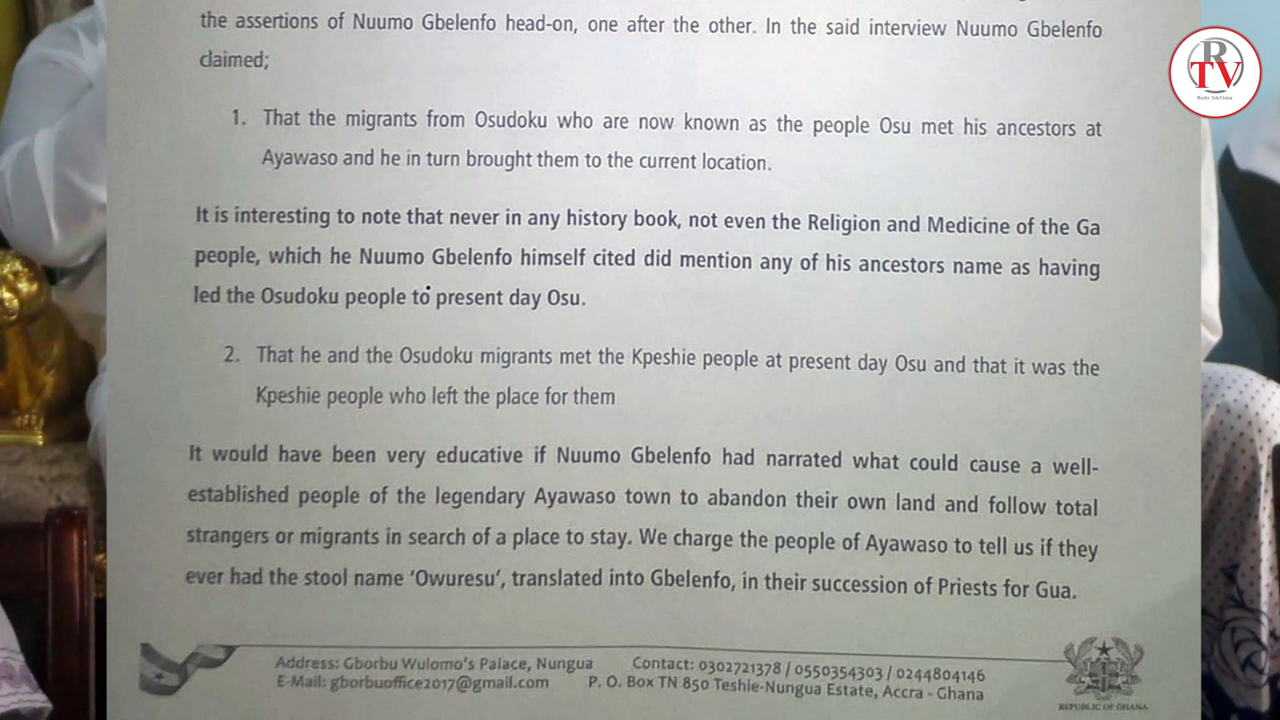 the assertions of Nuumo Gbelenfo head-on, one after the other. In the said interview Nuumo Gbelenfo
claimed;
1. That the migrants from Osudoku who are now known as the people Osu met his ancestors at
Ayawaso and he in turn brought them to the current location.
It is interesting to note that never in any history book, not even the Religion and Medicine of the Ga
people, which he Nuumo Gbelenfo himself cited did mention any of his ancestors name as having
led the Osudoku people to present day Osu.
2. That he and the Osudoku migrants met the Kpeshie people at present day Osu and that it was the
Kpeshie people who left the place for them
It would have been very educative if Nuumo Gbelenfo had narrated what could cause a well-
established people of the legendary Ayawaso town to abandon their own land and follow total
strangers or migrants in search of a place to stay. We charge the people of Ayawaso to tell us if they
ever had the stool name ‘Owuresu’, translated into Gbelenfo, in their succession of Priests for Gua.
Address: Gborbu Wulomo's Palace, Nungua Contact: 0302721378 / 0550354303 / 0244804146
E-Mail: gborbuoffice2017@gmail.com P. O. Box TN 850 Teshie-Nungua Estate, Accra - Ghana
REPUBLIC OF GHANA
RTV